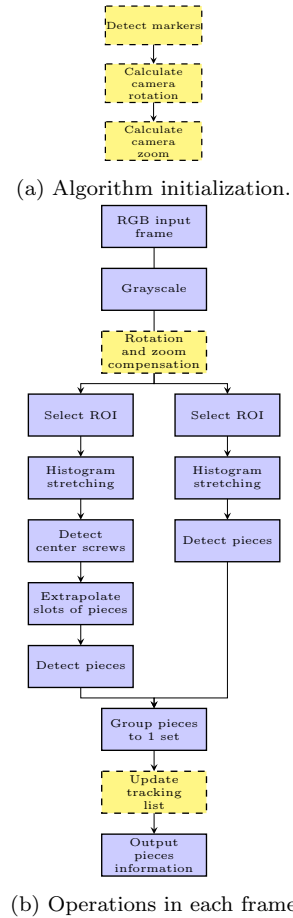 Detect markers
Calculate
camera
rotation
Calculate
camera
zoom
(a) Algorithm initialization.
RGB input
frame
Grayscale
Rotation
and zoom
compensation
Select ROI
Histogram
stretching
Detect
center screws
Extrapolate
slots of pieces
Detect pieces
Select ROI
Histogram
stretching
Detect pieces
Group pieces
to 1 set
Update
tracking
list
Output
pieces
information
(b) Operations in each frame